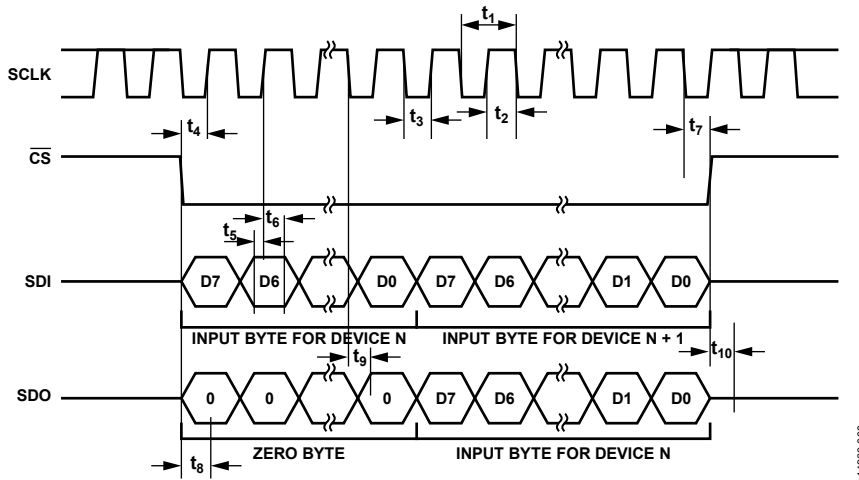 t1
SCLK
t4
t3
t2
t7
CS
t6
t5
SDI
D7 D6 D0 D7 D6 D1 D0
INPUT BYTE FOR DEVICE N INPUT BYTE FOR DEVICE N + 1
t9
t10
SDO
0 0 0 D7 D6 D1 D0
ZERO BYTE INPUT BYTE FOR DEVICE N
t8